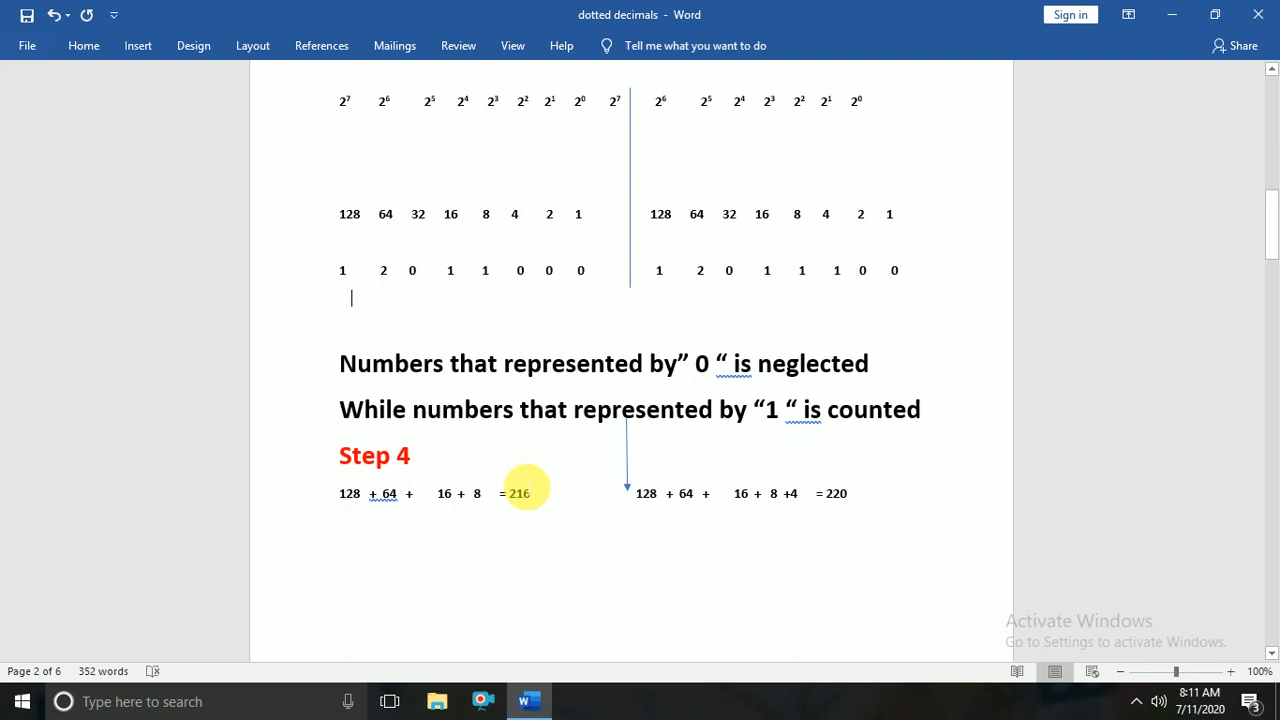 dotted decimals - Word
Sign in
File Home Insert Design Layout References Mailings Review View Help Tell me what you want to do Share
2⁷ 2⁶ 2⁵ 2⁴ 2³ 2² 2¹ 2⁰ 2⁷ 2⁶ 2⁵ 2⁴ 2³ 2² 2¹ 2⁰
128 64 32 16 8 4 2 1 128 64 32 16 8 4 2 1
1 2 0 1 1 0 0 0 1 2 0 1 1 1 0 0
Numbers that represented by” 0 “ is neglected
While numbers that represented by “1 “ is counted
Step 4
128 + 64 + 16 + 8 = 216 128 + 64 + 16 + 8 +4 = 220
Activate Windows
Go to Settings to activate Windows.
Page 2 of 6 352 words 100%
Type here to search
8:11 AM
7/11/2020
3